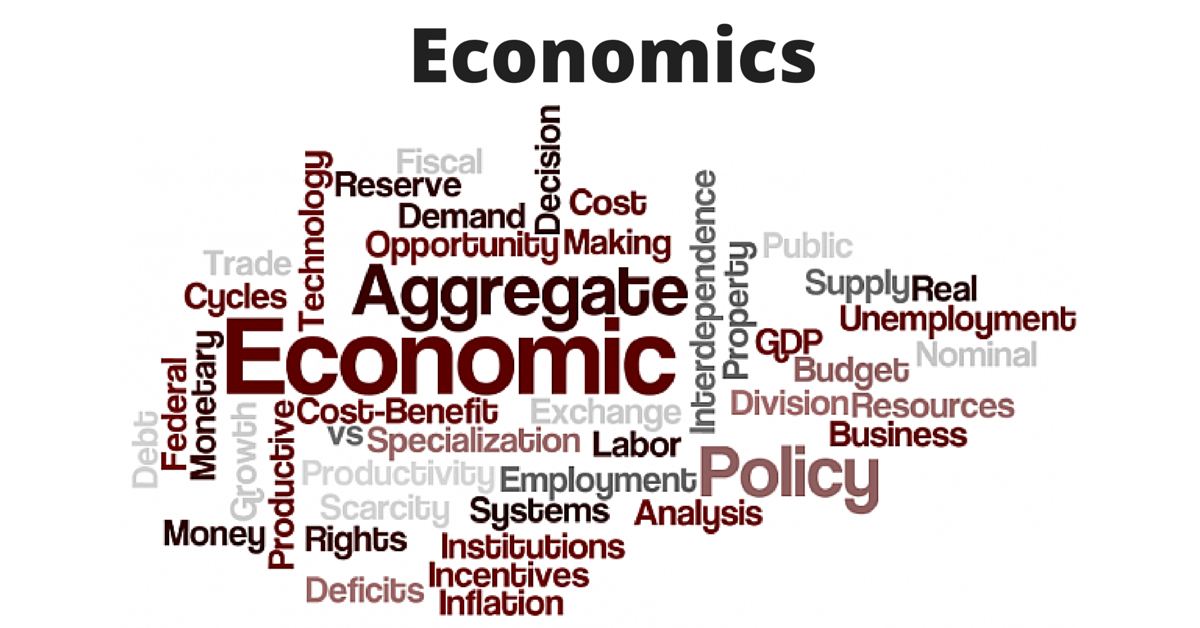 Economics
Decision
Fiscal
Technology
Reserve
Cost
Demand
Interdependence
Opportunity
Making
Property
Public
Trade
Aggregate
Supply
Real
Cycles
Unemployment
Economic
GDP
Nominal
Monetary
Federal
Budget
Cost-Benefit
Exchange
Division
Resources
Debt
Growth
Productive
vs
Specialization
Labor
Business
Productivity
Employment
Policy
Scarcity
Systems
Analysis
Money
Rights
Institutions
Incentives
Deficits
Inflation